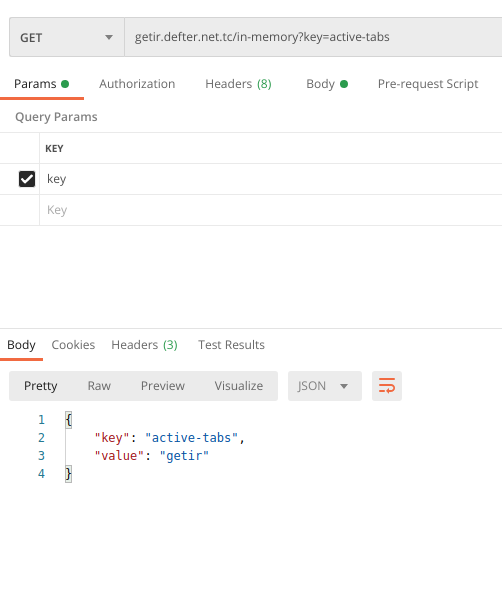 GET getir.defter.net.tc/in-memory?key=active-tabs
Params Authorization Headers (8) Body Pre-request Script
Query Params
KEY
key
Key
Body Cookies Headers (3) Test Results
Pretty Raw Preview Visualize JSON
1 {
2 "key": "active-tabs",
3 "value": "getir"
4 }